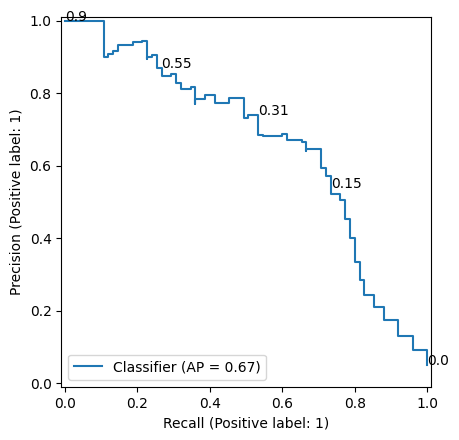 1.0
0.8
0.6
0.4
0.2
0.0
Precision (Positive label: 1)
0.9
0.55
0.31
0.15
0.0
Classifier (AP = 0.67)
0.0 0.2 0.4 0.6 0.8 1.0
Recall (Positive label: 1)